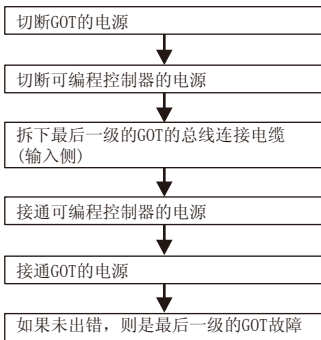 切断GOT的电源
切断可编程控制器的电源
拆下最后一级的GOT的总线连接电缆
(输入侧)
接通可编程控制器的电源
接通GOT的电源
如果未出错，则是最后一级的GOT故障